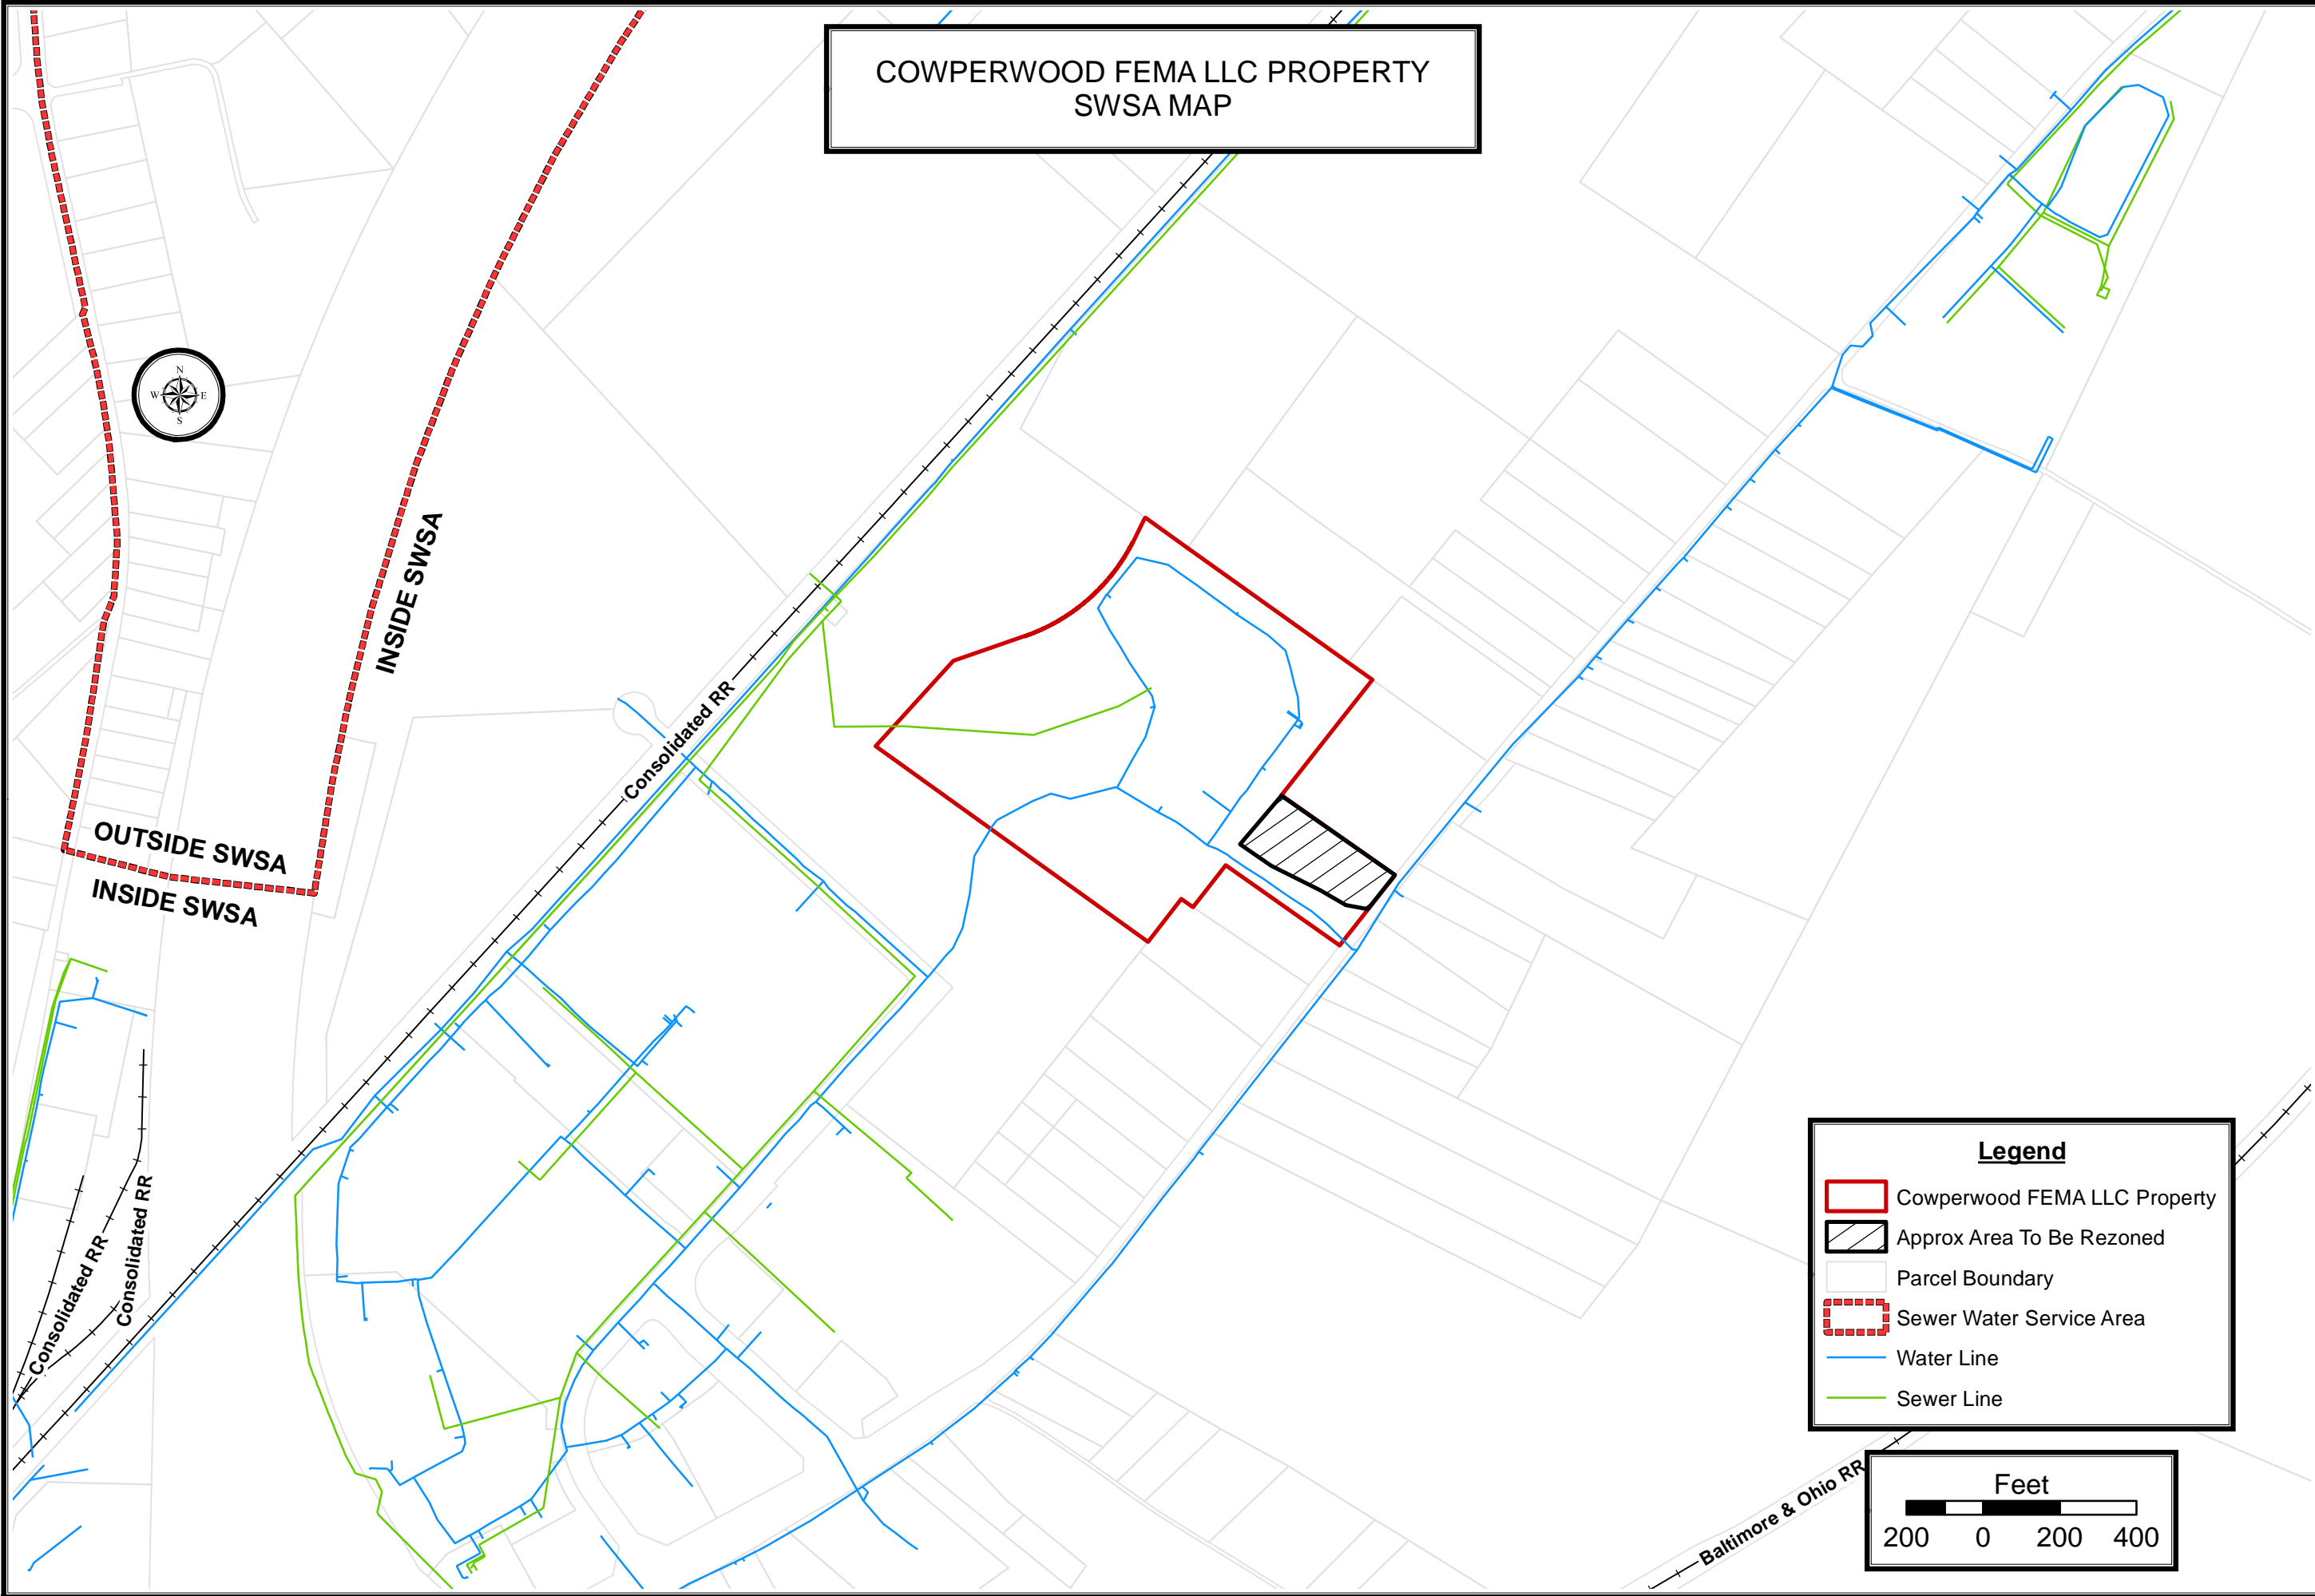 COWPERWOOD FEMA LLC PROPERTY
SWSA MAP
N
W E
S
INSIDE SWSA
Consolidated RR
OUTSIDE SWSA
INSIDE SWSA
Consolidated RR
Consolidated RR
Baltimore & Ohio RR
Legend
Cowperwood FEMA LLC Property
Approx Area To Be Rezoned
Parcel Boundary
Sewer Water Service Area
Water Line
Sewer Line
Feet
200 0 200 400